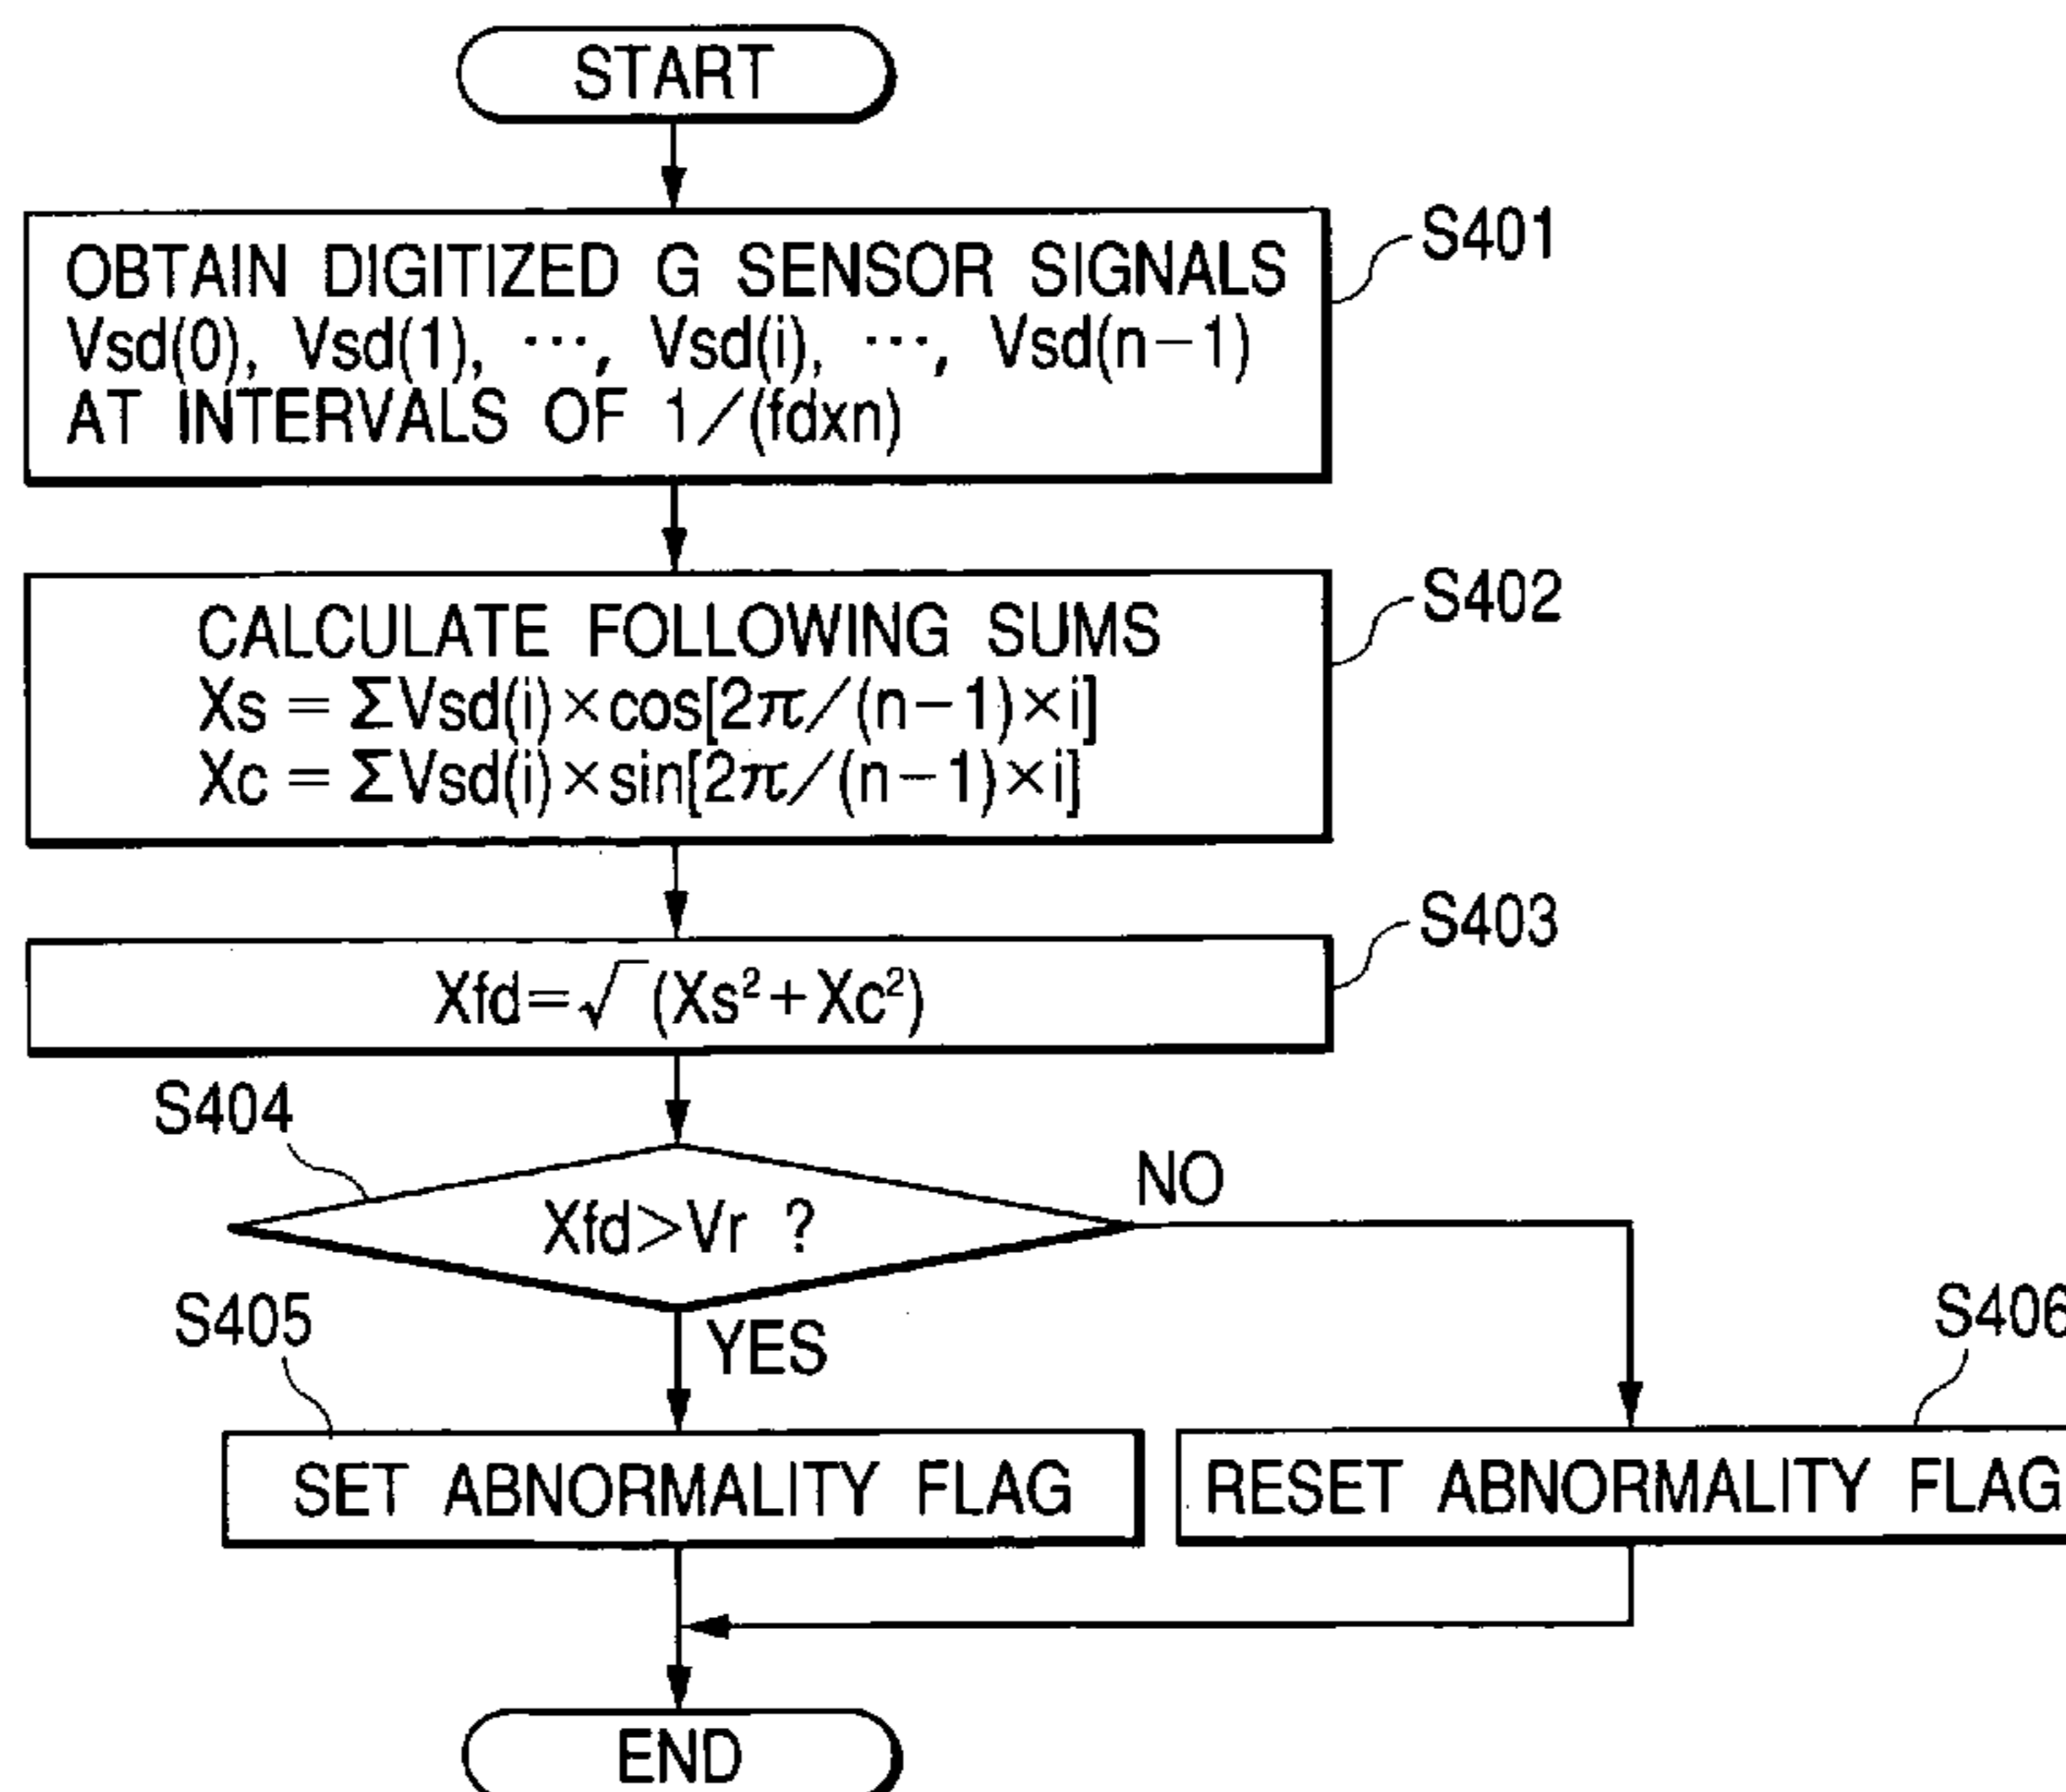 START
S401
OBTAIN DIGITIZED G SENSOR SIGNALS
Vsd(0), Vsd(1), ···, Vsd(i), ···, Vsd(n−1)
AT INTERVALS OF 1/(fdxn)
S402
CALCULATE FOLLOWING SUMS
Xs = ΣVsd(i)×cos[2π/(n−1)×i]
Xc = ΣVsd(i)×sin[2π/(n−1)×i]
S403
Xfd=√(Xs²+Xc²)
S404
Xfd>Vr ?
NO
YES
S405
SET ABNORMALITY FLAG
S406
RESET ABNORMALITY FLAG
END